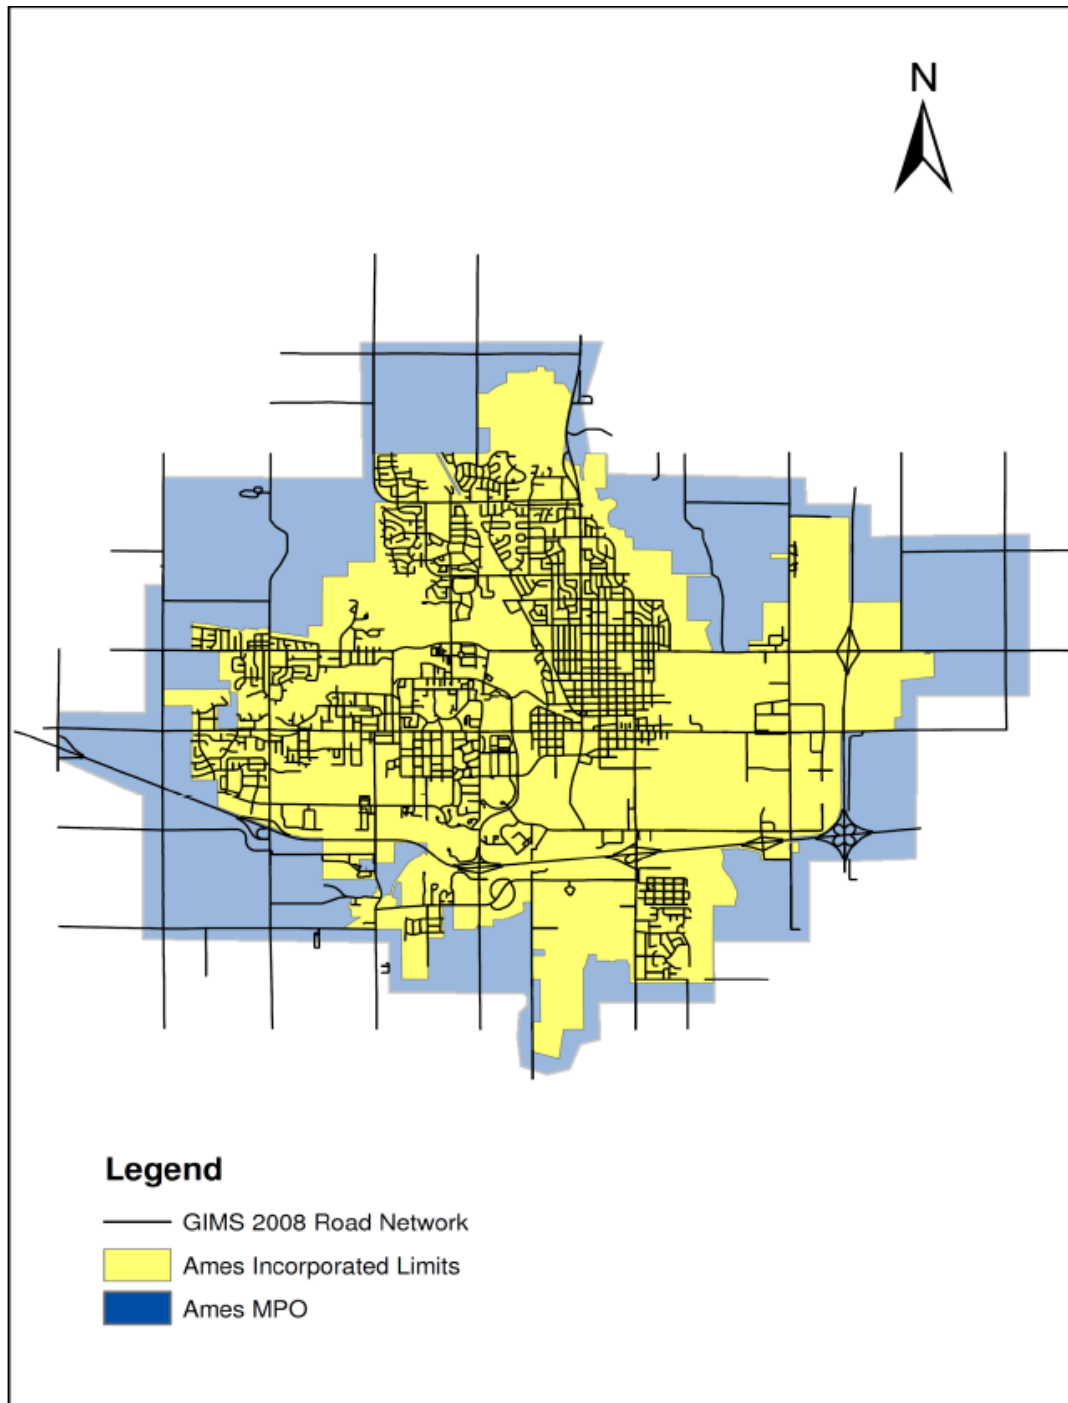 N
Legend
GIMS 2008 Road Network
Ames Incorporated Limits
Ames MPO